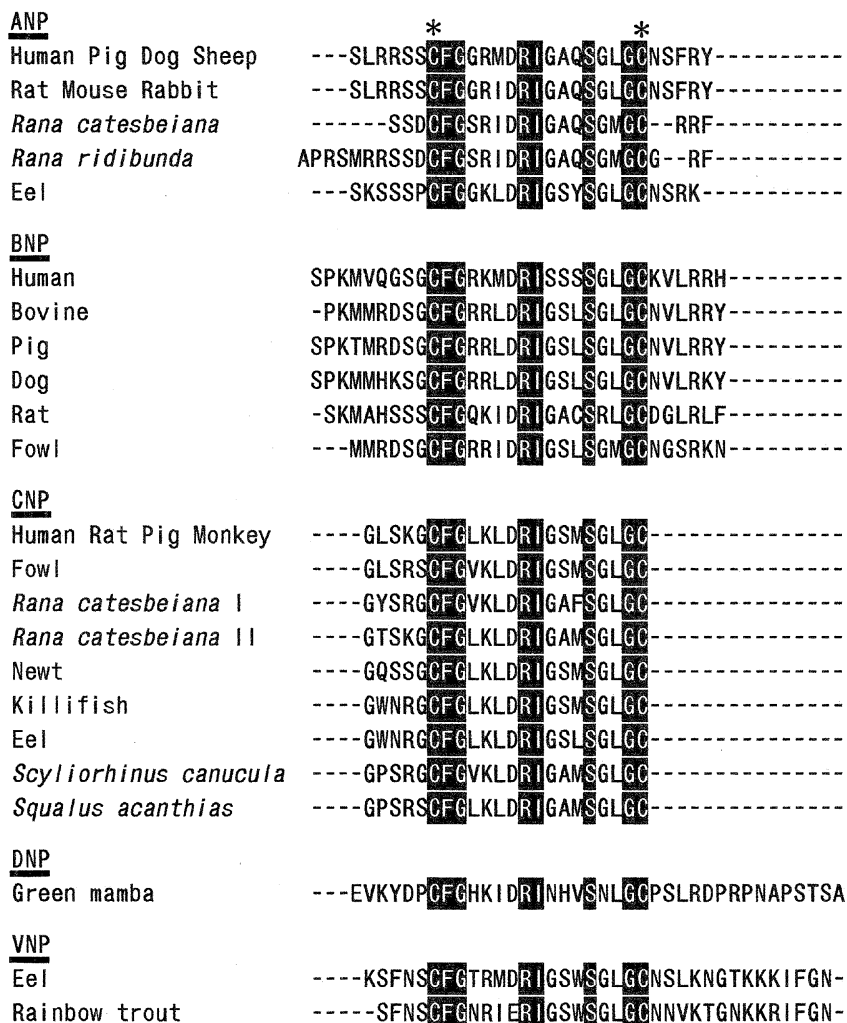 ANP
* *
Human Pig Dog Sheep ---SLRRSSCFGGRMDRIGAQSGLGCNSFRY----------
Rat Mouse Rabbit ---SLRRSSCFGGRIDRIGAQSGLGCNSFRY----------
Rana catesbeiana ------SSDCFGSRIDRIGAQSGMGC--RRF----------
Rana ridibunda APRSMRRSSDCFGSRIDRIGAQSGMGCG--RF----------
Eel ---SKSSSPCFGGKLDRIGSYSGLGCNSRK-----------
BNP
Human SPKMVQGSGCFGRKMDRISSSSGLGCKVLRRH---------
Bovine -PKMMRDSGCFGRRLDRIGSLSGLGCNVLRRY---------
Pig SPKTMRDSGCFGRRLDRIGSLSGLGCNVLRRY---------
Dog SPKMMHKSGCFGRRLDRIGSLSGLGCNVLRKY---------
Rat -SKMAHSSSCFGQKIDRIGACSRLGCDGLRLF---------
Fowl ---MMRDSGCFGRRIDRIGSLSGMGCNGSRKN---------
CNP
Human Rat Pig Monkey ----GLSKGCFGLKLDRIGSMSGLGC---------------
Fowl ----GLSRSCFGVKLDRIGSMSGLGC---------------
Rana catesbeiana I ----GYSRGCFGVKLDRIGAFSGLGC---------------
Rana catesbeiana II ----GTSKGCFGLKLDRIGAMSGLGC---------------
Newt ----GQSSGCFGLKLDRIGSMSGLGC---------------
Killifish ----GWNRGCFGLKLDRIGSMSGLGC---------------
Eel ----GWNRGCFGLKLDRIGSLSGLGC---------------
Scyliorhinus canucula ----GPSRGCFGVKLDRIGAMSGLGC---------------
Squalus acanthias ----GPSRSCFGLKLDRIGAMSGLGC---------------
DNP
Green mamba ---EVKYDPCFGHKIDRINHVSNLGCPSLRDPRPNAPSTSA
VNP
Eel ----KSFNSCFGTRMDRIGSWSGLGCNSLKNGTKKKIFGN-
Rainbow trout -----SFNSCFGNRIERIGSWSGLGCNNVKTGNKKRIFGN-